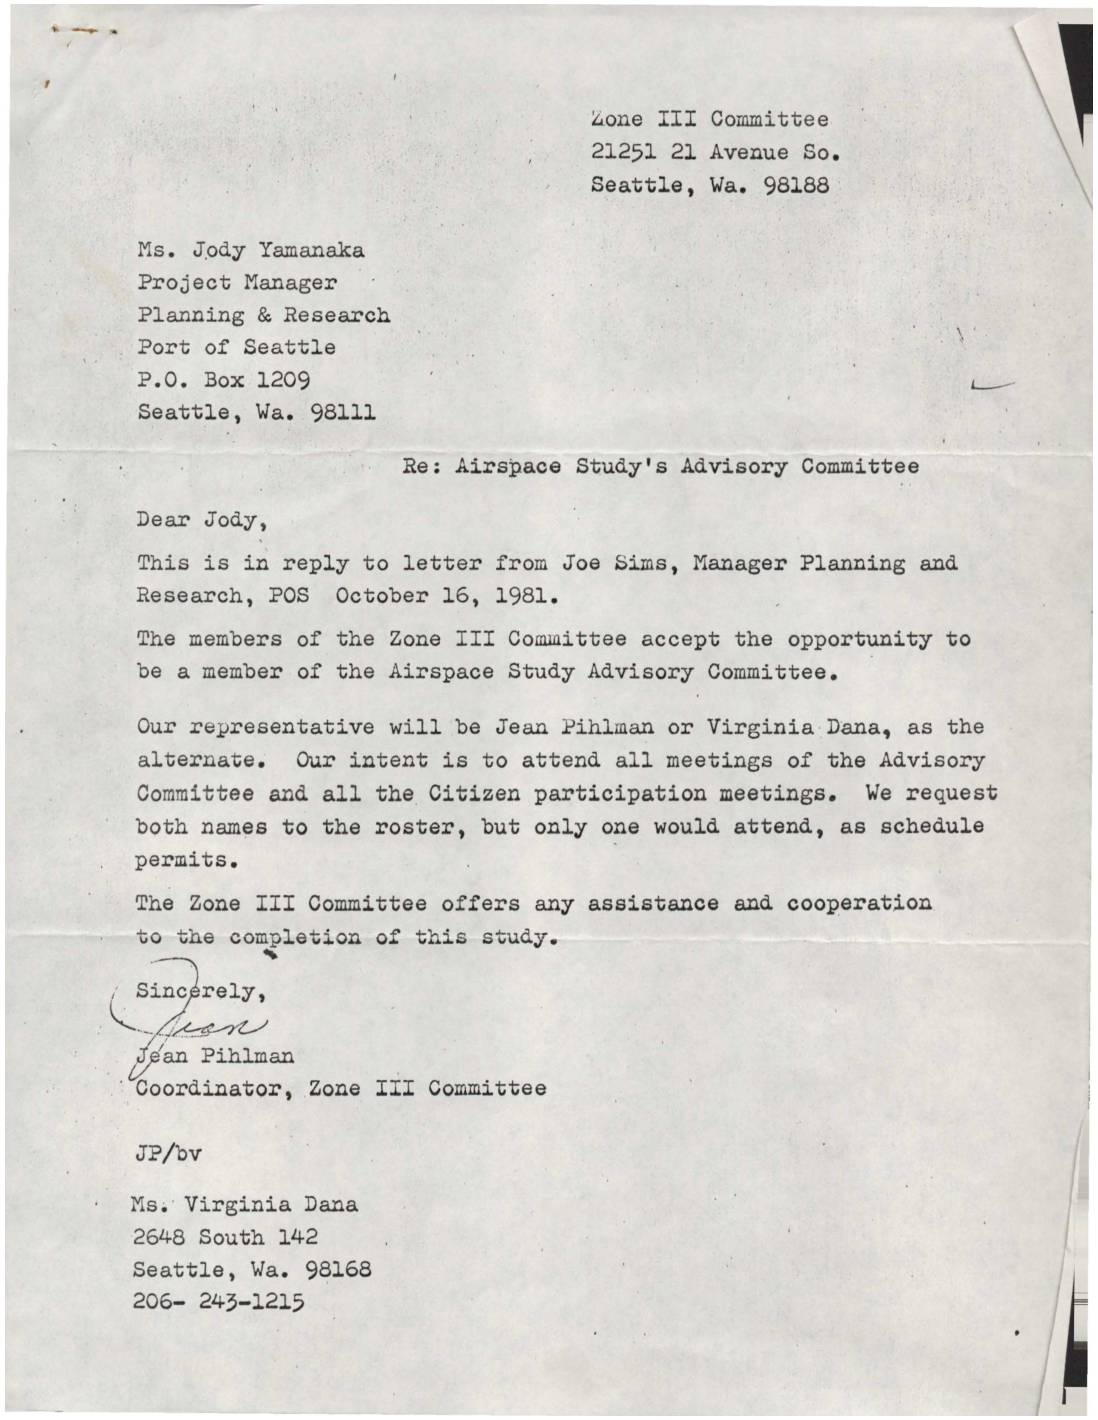 Zone III Committee
21251 21 Avenue So.
Seattle, Wa. 98188
Ms. Jody Yamanaka
Project Manager
Planning & Research
Port of Seattle
P.O. Box 1209
Seattle, Wa. 98111
Re: Airspace Study's Advisory Committee
Dear Jody,
This is in reply to letter from Joe Sims, Manager Planning and
Research, POS  October 16, 1981.
The members of the Zone III Committee accept the opportunity to
be a member of the Airspace Study Advisory Committee.
Our representative will be Jean Pihlman or Virginia Dana, as the
alternate.  Our intent is to attend all meetings of the Advisory
Committee and all the Citizen participation meetings.  We request
both names to the roster, but only one would attend, as schedule
permits.
The Zone III Committee offers any assistance and cooperation
to the completion of this study.
Sincerely,
Jean
Jean Pihlman
Coordinator, Zone III Committee
JP/bv
Ms. Virginia Dana
2648 South 142
Seattle, Wa. 98168
206- 243-1215